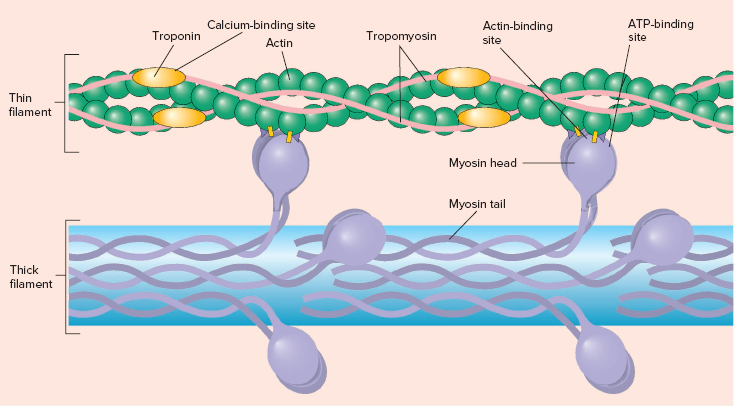 Calcium-binding site
Troponin
Actin
Tropomyosin
Actin-binding
site
ATP-binding
site
Thin
filament
Myosin head
Myosin tail
Thick
filament